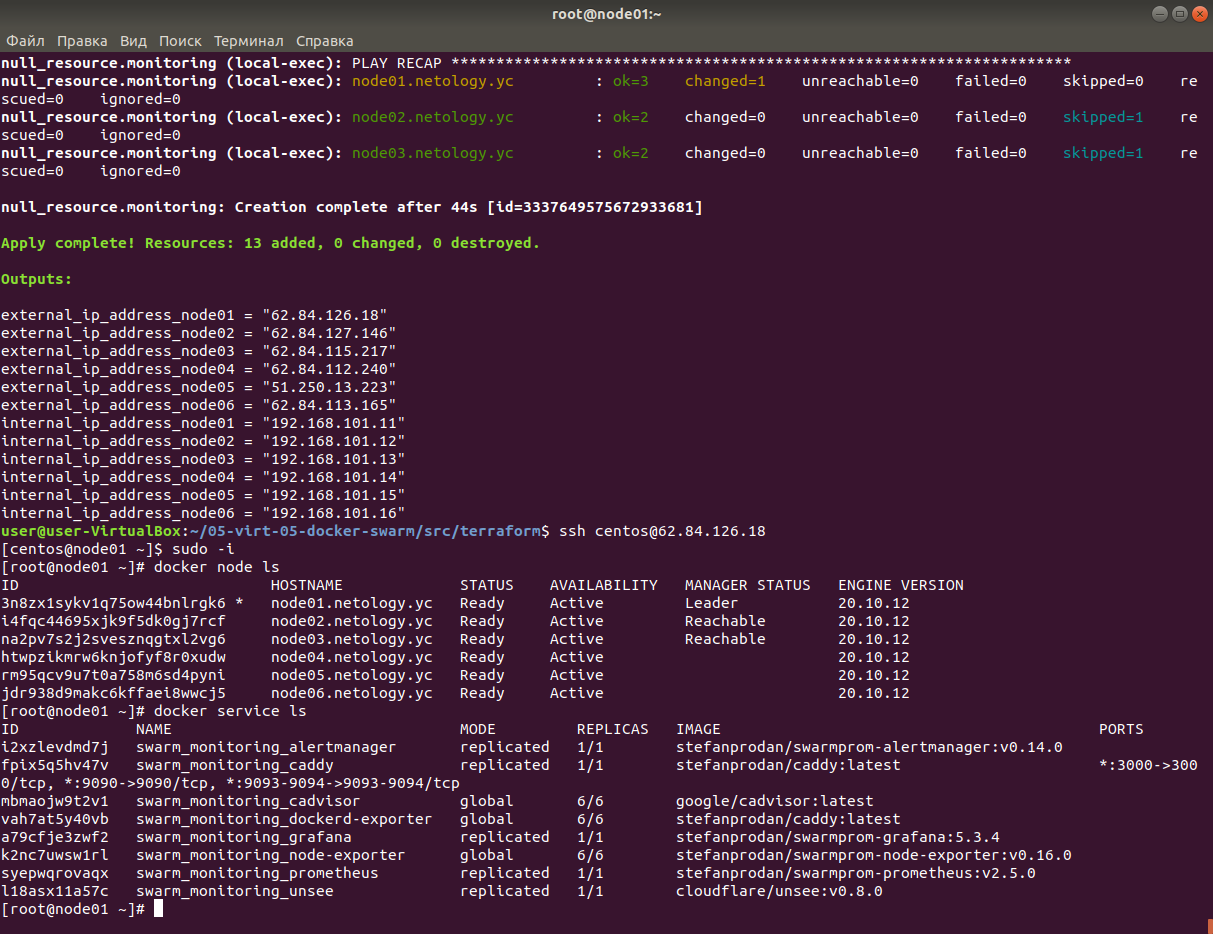 root@node01:~
Файл Правка Вид Поиск Терминал Справка
null_resource.monitoring (local-exec): PLAY RECAP *********************************************************************
null_resource.monitoring (local-exec): node01.netology.yc         : ok=3    changed=1    unreachable=0    failed=0    skipped=0    re
scued=0    ignored=0
null_resource.monitoring (local-exec): node02.netology.yc         : ok=2    changed=0    unreachable=0    failed=0    skipped=1    re
scued=0    ignored=0
null_resource.monitoring (local-exec): node03.netology.yc         : ok=2    changed=0    unreachable=0    failed=0    skipped=1    re
scued=0    ignored=0
null_resource.monitoring: Creation complete after 44s [id=3337649575672933681]
Apply complete! Resources: 13 added, 0 changed, 0 destroyed.
Outputs:
external_ip_address_node01 = "62.84.126.18"
external_ip_address_node02 = "62.84.127.146"
external_ip_address_node03 = "62.84.115.217"
external_ip_address_node04 = "62.84.112.240"
external_ip_address_node05 = "51.250.13.223"
external_ip_address_node06 = "62.84.113.165"
internal_ip_address_node01 = "192.168.101.11"
internal_ip_address_node02 = "192.168.101.12"
internal_ip_address_node03 = "192.168.101.13"
internal_ip_address_node04 = "192.168.101.14"
internal_ip_address_node05 = "192.168.101.15"
internal_ip_address_node06 = "192.168.101.16"
user@user-VirtualBox:~/05-virt-05-docker-swarm/src/terraform$ ssh centos@62.84.126.18
[centos@node01 ~]$ sudo -i
[root@node01 ~]# docker node ls
ID                            HOSTNAME             STATUS    AVAILABILITY   MANAGER STATUS   ENGINE VERSION
3n8zx1sykv1q75ow44bnlrgk6 *   node01.netology.yc   Ready     Active         Leader           20.10.12
i4fqc44695xjk9f5dk0gj7rcf     node02.netology.yc   Ready     Active         Reachable        20.10.12
na2pv7s2j2svesznqgtxl2vg6     node03.netology.yc   Ready     Active         Reachable        20.10.12
htwpzikmrw6knjofyf8r0xudw     node04.netology.yc   Ready     Active                          20.10.12
rm95qcv9u7t0a758m6sd4pyni     node05.netology.yc   Ready     Active                          20.10.12
jdr938d9makc6kffaei8wwcj5     node06.netology.yc   Ready     Active                          20.10.12
[root@node01 ~]# docker service ls
ID             NAME                                MODE         REPLICAS   IMAGE                                          PORTS
i2xzlevdmd7j   swarm_monitoring_alertmanager       replicated   1/1        stefanprodan/swarmprom-alertmanager:v0.14.0
fpix5q5hv47v   swarm_monitoring_caddy              replicated   1/1        stefanprodan/caddy:latest                      *:3000->300
0/tcp, *:9090->9090/tcp, *:9093-9094->9093-9094/tcp
mbmaojw9t2v1   swarm_monitoring_cadvisor           global       6/6        google/cadvisor:latest
vah7at5y40vb   swarm_monitoring_dockerd-exporter   global       6/6        stefanprodan/caddy:latest
a79cfje3zwf2   swarm_monitoring_grafana            replicated   1/1        stefanprodan/swarmprom-grafana:5.3.4
k2nc7uwsw1rl   swarm_monitoring_node-exporter      global       6/6        stefanprodan/swarmprom-node-exporter:v0.16.0
syepwqrovaqx   swarm_monitoring_prometheus         replicated   1/1        stefanprodan/swarmprom-prometheus:v2.5.0
l18asx11a57c   swarm_monitoring_unsee              replicated   1/1        cloudflare/unsee:v0.8.0
[root@node01 ~]#